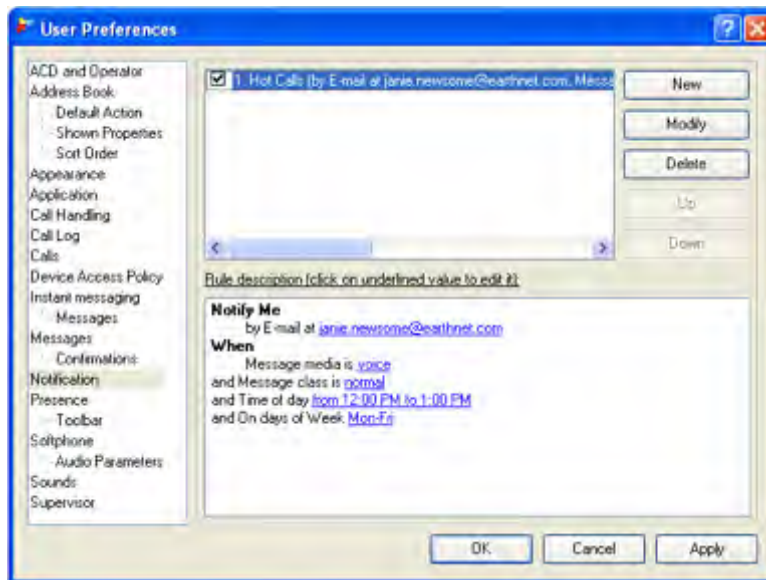 User Preferences
ACD and Operator
Address Book
Default Action
Shown Properties
Sort Order
Appearance
Application
Call Handling
Call Log
Calls
Device Access Policy
Instant messaging
Messages
Messages
Confirmations
Notification
Presence
Toolbar
Softphone
Audio Parameters
Sounds
Supervisor
1. Hot Calls (by E-mail at janie.newsome@earthnet.com, Messa
New
Modify
Delete
Up
Down
Rule description (click on underlined value to edit it):
Notify Me
by E-mail at janie.newsome@earthnet.com
When
Message media is voice
and Message class is normal
and Time of day from 12:00 PM to 1:00 PM
and On days of Week Mon-Fri
OK
Cancel
Apply